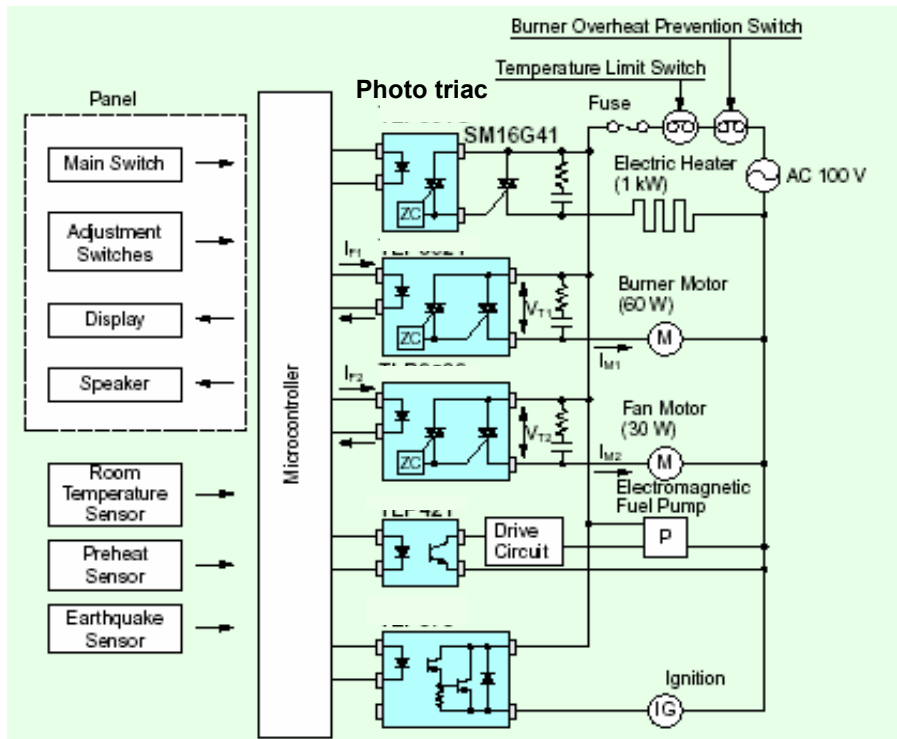 Burner Overheat Prevention Switch
Temperature Limit Switch
Photo triac
Panel
Fuse
SM16G41
Main Switch
Electric Heater
(1 kW)
AC 100 V
ZC
Adjustment
Switches
IF1
Burner Motor
(60 W)
Display
VT1
ZC
M
IM1
Speaker
IF2
Fan Motor
(30 W)
VT2
Microcontroller
ZC
IM2
M
Room
Temperature
Sensor
Electromagnetic
Fuel Pump
Drive
Circuit
P
Preheat
Sensor
Earthquake
Sensor
Ignition
IG